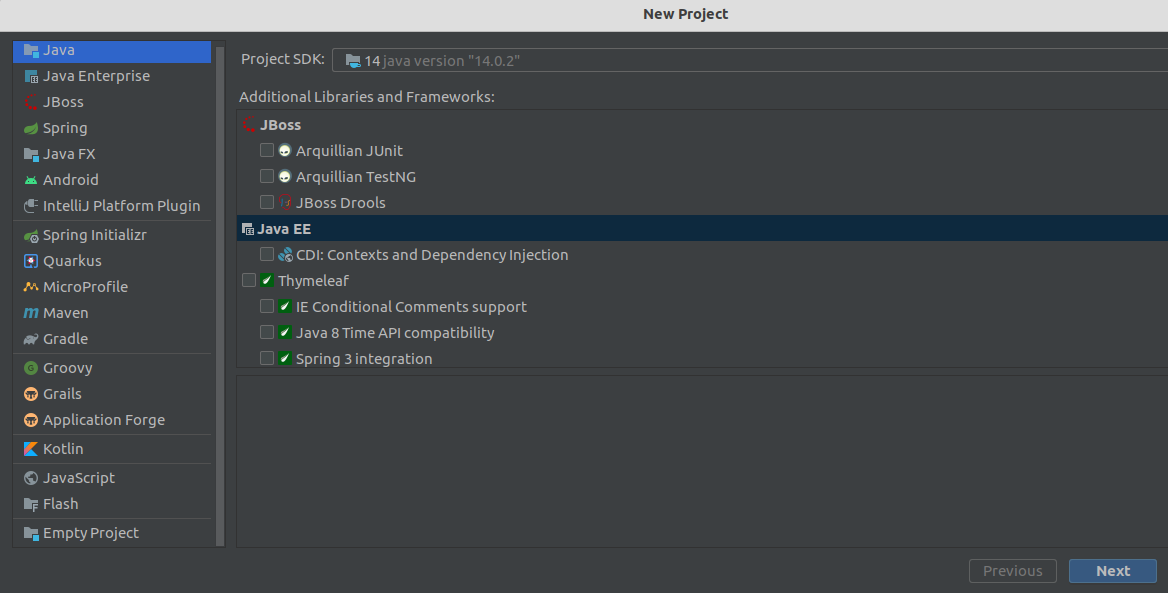 New Project
Java
Java Enterprise
JBoss
Spring
Java FX
Android
IntelliJ Platform Plugin
Spring Initializr
Quarkus
MicroProfile
Maven
Gradle
Groovy
Grails
Application Forge
Kotlin
JavaScript
Flash
Empty Project
Project SDK: 14 java version "14.0.2"
Additional Libraries and Frameworks:
JBoss
Arquillian JUnit
Arquillian TestNG
JBoss Drools
Java EE
CDI: Contexts and Dependency Injection
Thymeleaf
IE Conditional Comments support
Java 8 Time API compatibility
Spring 3 integration
Previous Next